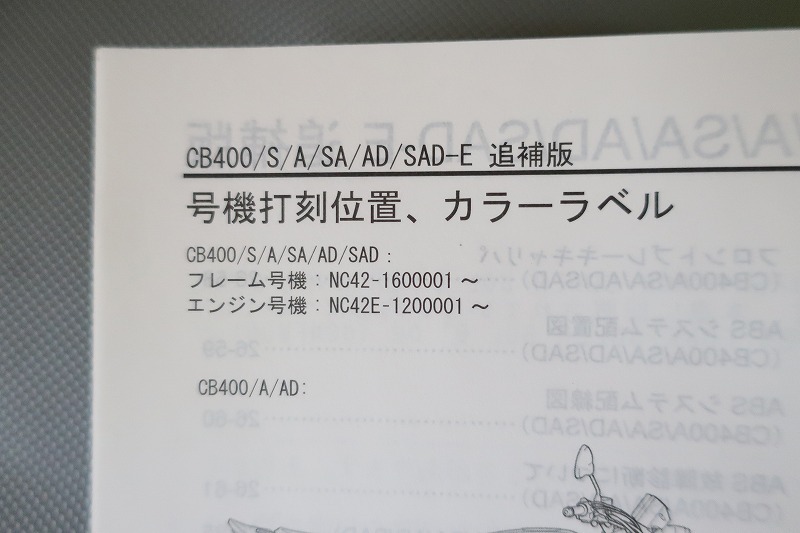 CB400/S/A/SA/AD/SAD-E 追補版
号機打刻位置、カラーラベル
CB400/S/A/SA/AD/SAD :
フレーム号機 : NC42-1600001 ～
エンジン号機 : NC42E-1200001 ～
CB400/A/AD: